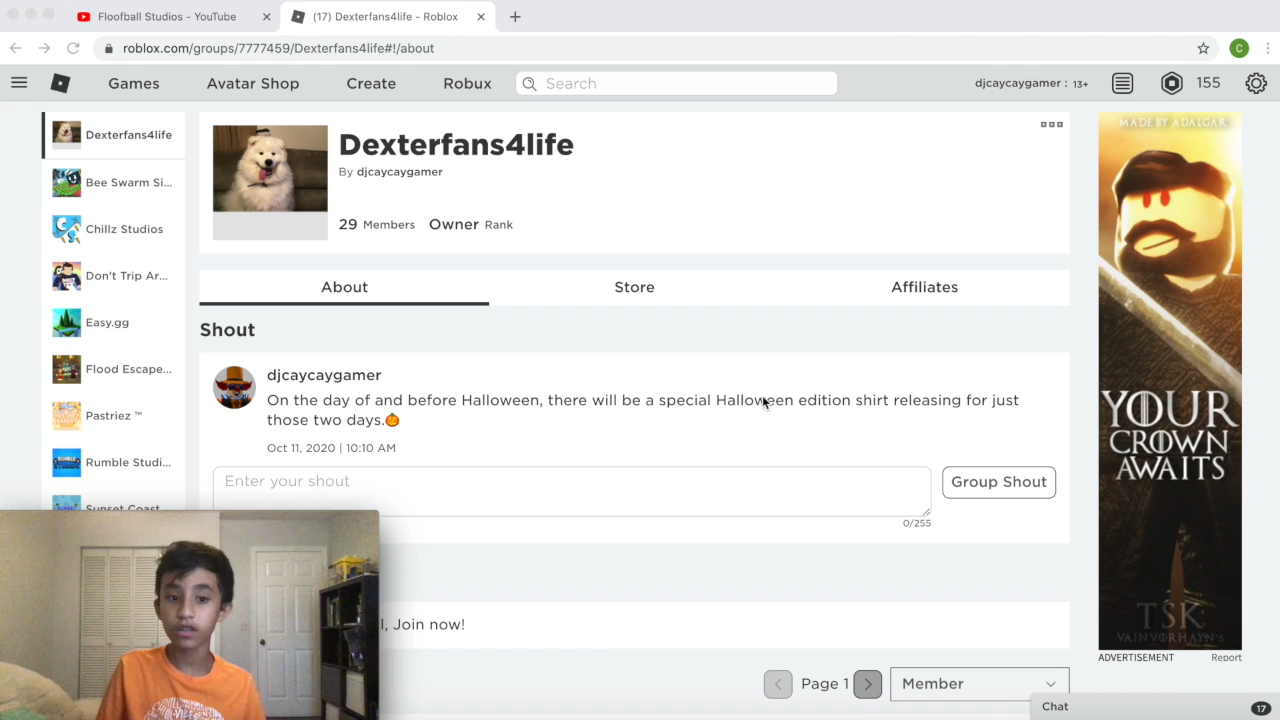 Floofball Studios - YouTube
(17) Dexterfans4life - Roblox
roblox.com/groups/7777459/Dexterfans4life#!/about
C
Games Avatar Shop Create Robux Search djcaycaygamer : 13+ 155
Dexterfans4life
Bee Swarm Si...
Chillz Studios
Don't Trip Ar...
Easy.gg
Flood Escape...
Pastriez ™
Rumble Studi...
Sunset Coast
Dexterfans4life
By djcaycaygamer
29 Members Owner Rank
About Store Affiliates
Shout
djcaycaygamer
On the day of and before Halloween, there will be a special Halloween edition shirt releasing for just
those two days.🎃
Oct 11, 2020 | 10:10 AM
Enter your shout
Group Shout
0/255
l, Join now!
Page 1
Member
MADE BY ADALGAR
YOUR
CROWN
AWAITS
TSK
VAINVORHAYN's
ADVERTISEMENT Report
Chat 17